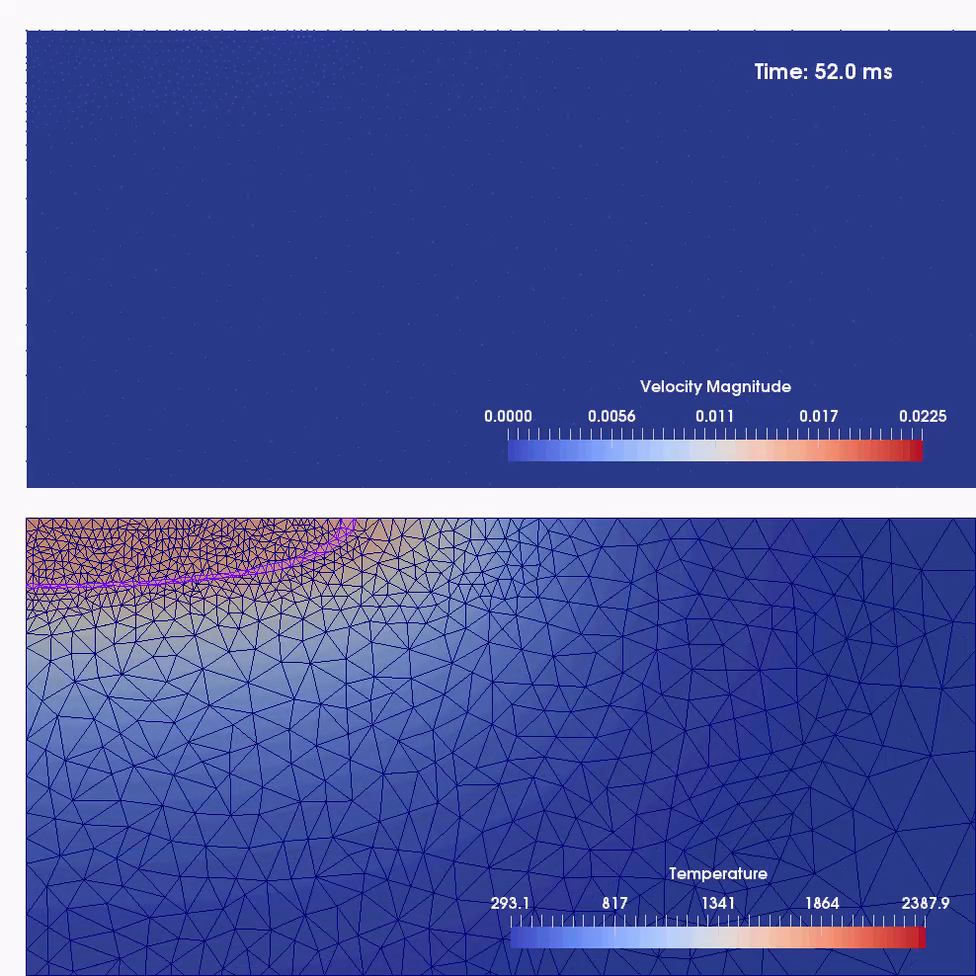 Time: 52.0 ms
Velocity Magnitude
0.0000 0.0056 0.011 0.017 0.0225
Temperature
293.1 817 1341 1864 2387.9